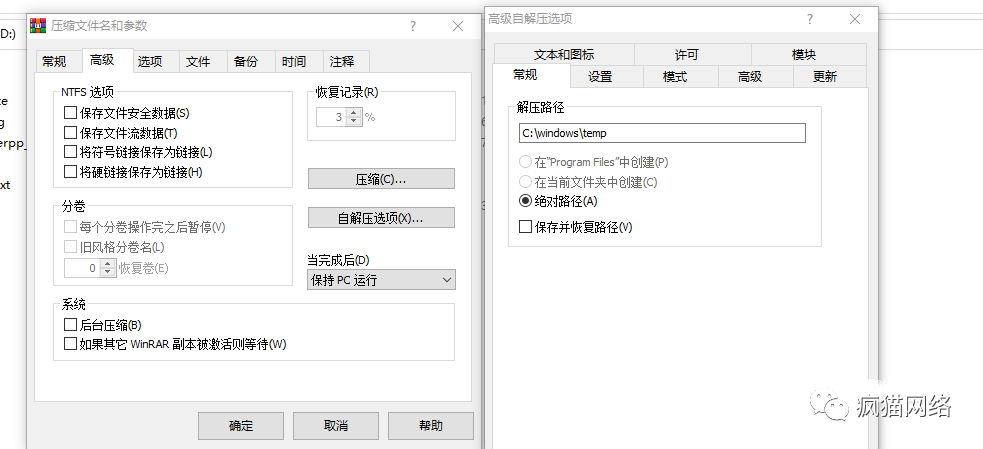 D:)
te
g
erpp_
xt
压缩文件名和参数
?
常规 高级 选项 文件 备份 时间 注释
NTFS 选项
保存文件安全数据(S)
保存文件流数据(T)
将符号链接保存为链接(L)
将硬链接保存为链接(H)
分卷
每个分卷操作完之后暂停(V)
旧风格分卷名(L)
0 恢复卷(E)
系统
后台压缩(B)
如果其它 WinRAR 副本被激活则等待(W)
恢复记录(R)
3 %
压缩(C)...
自解压选项(X)...
当完成后(D)
保持 PC 运行
确定 取消 帮助
高级自解压选项
?
文本和图标 许可 模块
常规 设置 模式 高级 更新
解压路径
C:\windows\temp
在"Program Files"中创建(P)
在当前文件夹中创建(C)
绝对路径(A)
保存并恢复路径(V)
疯猫网络